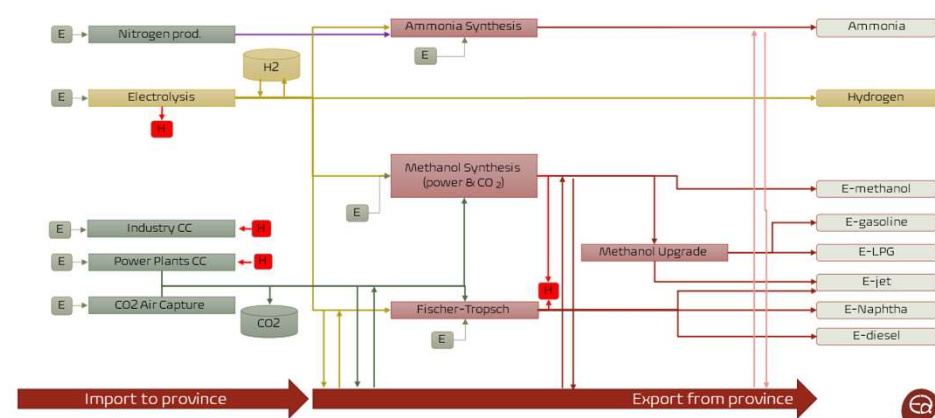 E
Nitrogen prod.
Ammonia Synthesis
Ammonia
E
H2
E
Electrolysis
Hydrogen
H
Methanol Synthesis
(power & CO2)
E-methanol
E
E
Industry CC
H
E-gasoline
E
Power Plants CC
H
Methanol Upgrade
E-LPG
E-jet
H
E
CO2 Air Capture
CO2
Fischer-Tropsch
E-Naphtha
E
E-diesel
Import to province
Export from province
Ea